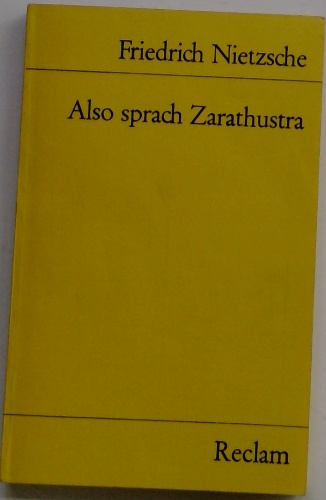 Friedrich Nietzsche
Also sprach Zarathustra
Reclam